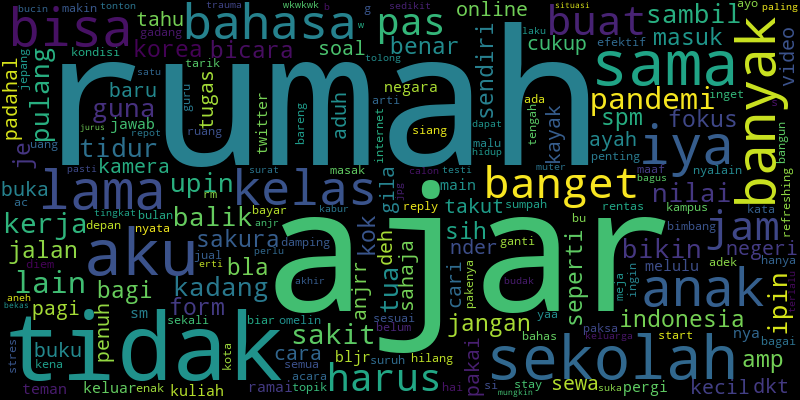 bucin makin tonton trauma wkwkwk b g sedikit situasi ayo paling
bisa bahasa w gadang pas online buat sambil banyak
tahu korea bicara soal benar cukup laku efektif masuk video
kondisi tolong
padahal jepang pulang rumah sendiri sama
satu tarik negara ada inget s
baru tugas twitter bareng aduh arti pandemi
guna guru siang dapat tengah kayak spm fokus
jurus jawab ruang internet malu hidup
uang je tidur repot iya ayah penting bangun
kamera masak maaf nyalain
pasti surat calon testi muter bagus
buka lama upin kelas gila main banget nilai refreshing
ac rm jpg reply takut sumpah rentas kampus kata
tingkat bulan bayar kabur bu
kerja depan nyata balik anjr kok sih jam
jalan aku sakura damping nder ganti seperti bimbang negeri
diem jual perlu deh bikin
lain erti bla tua sahaja cari ajar meja melulu adek hanya
aneh bagi kadang akhir anjrr pakenya budak ingin anak ipin terlalu
bekas pagi sm form yaa indonesia
penuh sekali biar omelin sesuai jangan paksa start nya
tidak kota sakit belum bahas keluarga bagai
stres buku cara bljr suruh hilang pakai sekolah amp
kena semua
teman keluar enak kuliah ramai acara topik harus hai si stay sewa suka pergi kecil dkt
mungkin